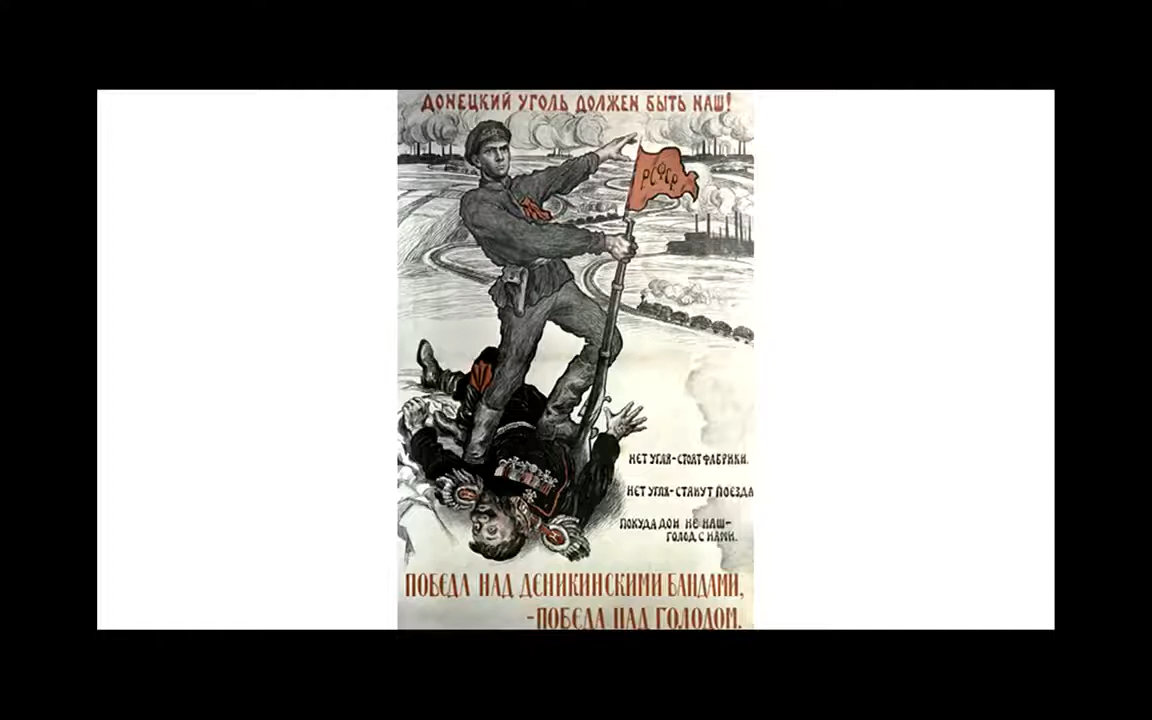 ДОНЕЦКИЙ УГОЛЬ ДОЛЖЕН БЫТЬ НАШ!
РСФСР
НЕТ УГЛЯ-СТОЯТ ФАБРИКИ.
НЕТ УГЛЯ-СТАНУТ ПОЕЗДА
ПОКУДА ДОН НЕ НАШ-
ГОЛОД С НАМИ.
ПОБЕДА НАД ДЕНИКИНСКИМИ БАНДАМИ,
-ПОБЕДА НАД ГОЛОДОМ.